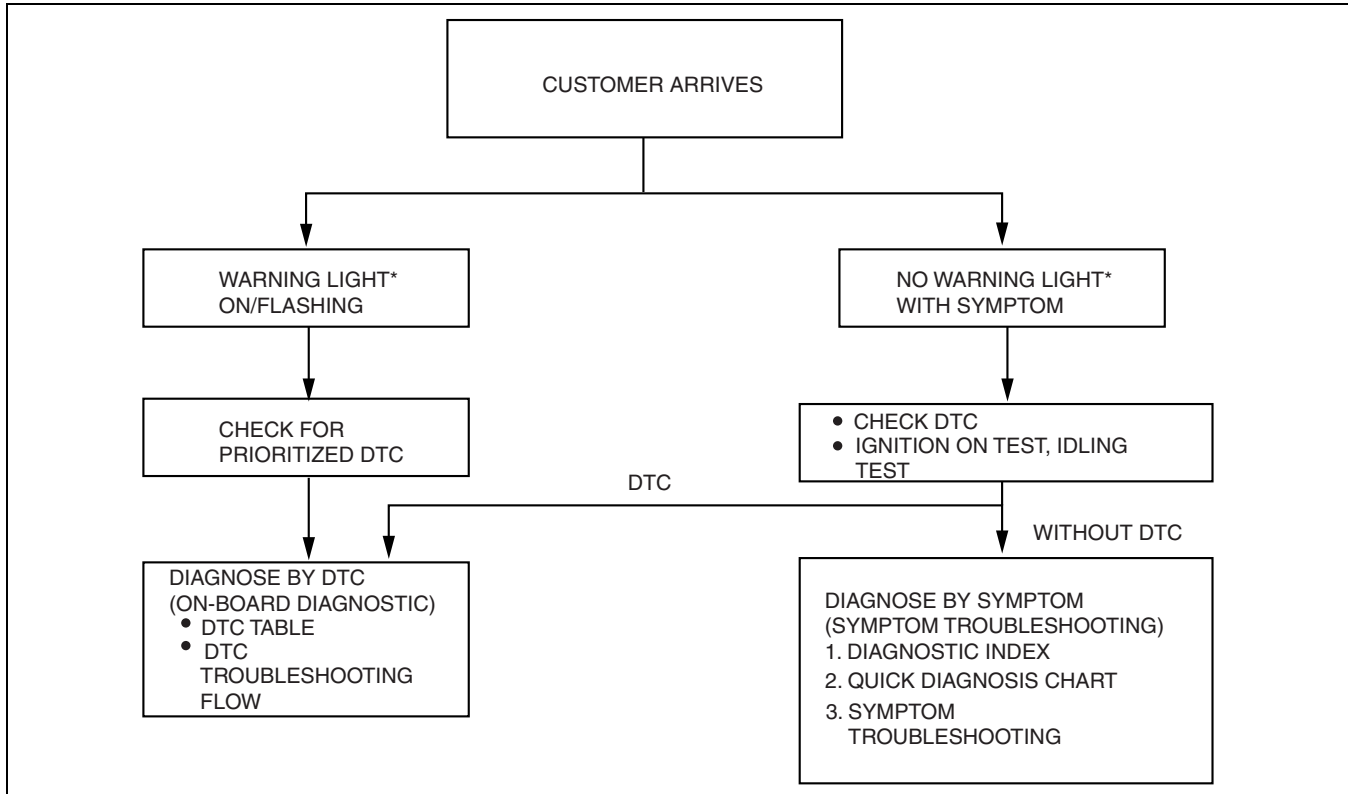 CUSTOMER ARRIVES
WARNING LIGHT*
ON/FLASHING
NO WARNING LIGHT*
WITH SYMPTOM
CHECK FOR
PRIORITIZED DTC
• CHECK DTC
• IGNITION ON TEST, IDLING
TEST
DTC
WITHOUT DTC
DIAGNOSE BY DTC
(ON-BOARD DIAGNOSTIC)
• DTC TABLE
• DTC
TROUBLESHOOTING
FLOW
DIAGNOSE BY SYMPTOM
(SYMPTOM TROUBLESHOOTING)
1. DIAGNOSTIC INDEX
2. QUICK DIAGNOSIS CHART
3. SYMPTOM
TROUBLESHOOTING